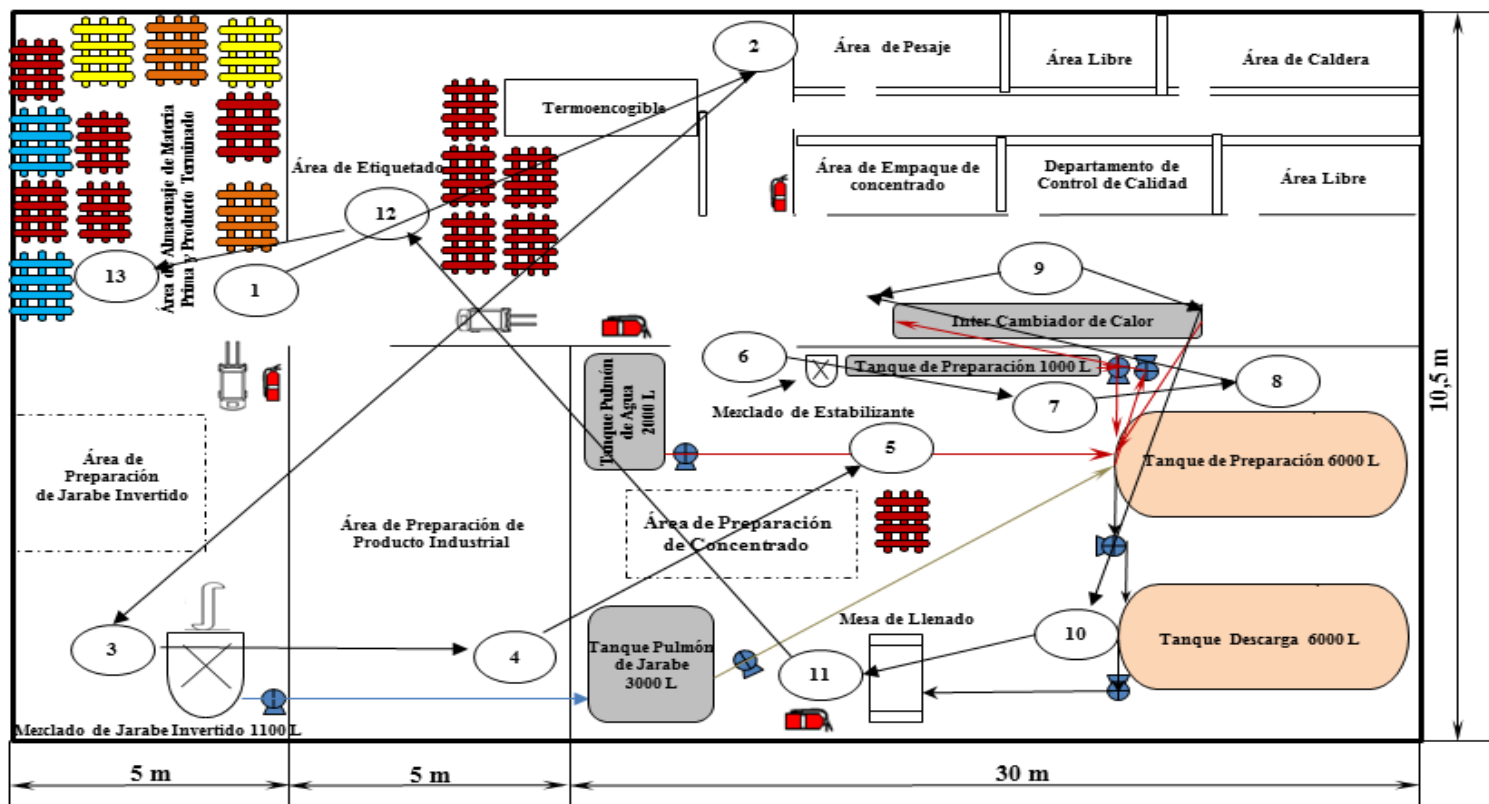 2
Área de Pesaje
Área Libre
Área de Caldera
Termoencogible
Área de Almacenaje de Materia
Prima y Producto Terminado
Área de Etiquetado
12
Área de Empaque de
concentrado
Departamento de
Control de Calidad
Área Libre
13
1
9
Inter Cambiador de Calor
6
Tanque de Preparación 1000 L
8
7
Mezclado de Estabilizante
Tanque Pulmón
de Agua
2000 L
5
Tanque de Preparación 6000 L
Área de
Preparación
de Jarabe Invertido
Área de Preparación de
Producto Industrial
Área de Preparación
de Concentrado
10,5 m
3
4
Mesa de Llenado
10
Tanque Descarga 6000 L
Tanque Pulmón
de Jarabe
3000 L
11
Mezclado de Jarabe Invertido 1100 L
5 m
5 m
30 m